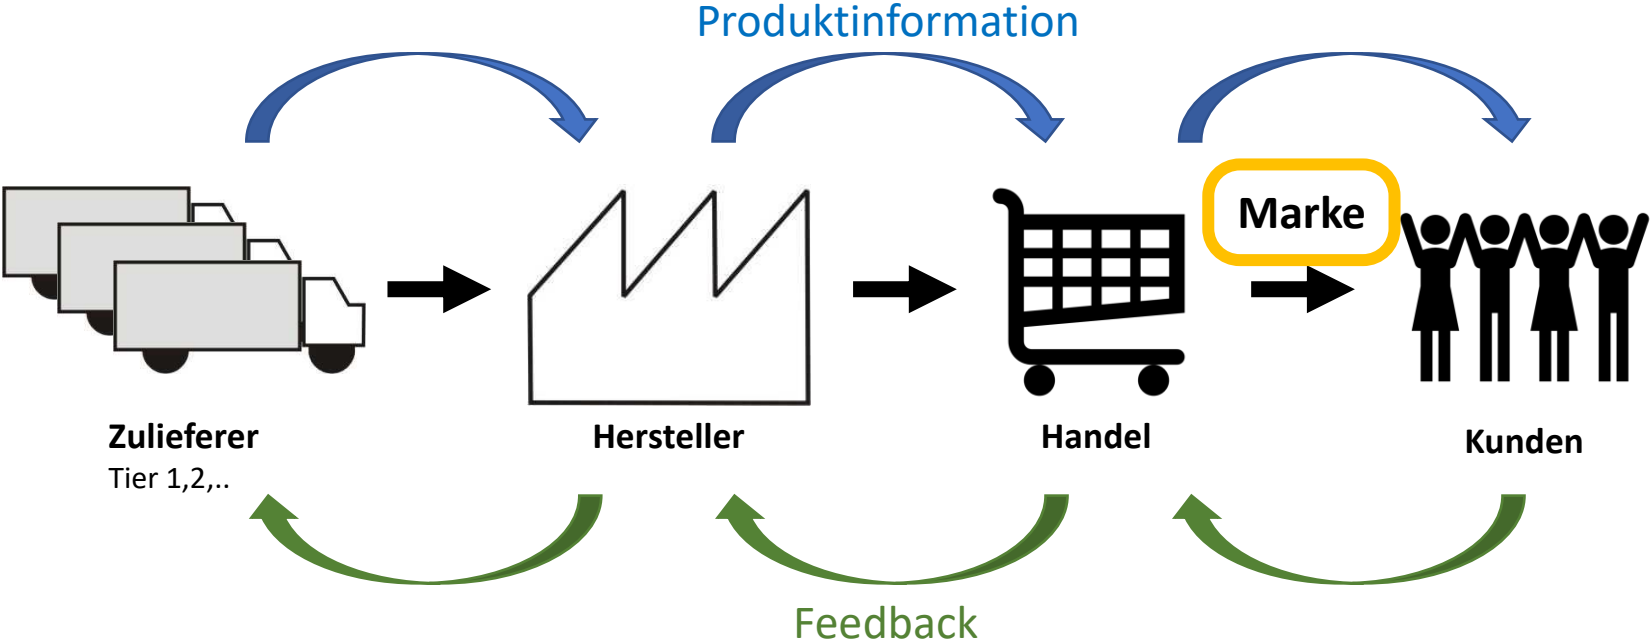 Produktinformation
Marke
Zulieferer
Tier 1,2,..
Hersteller
Handel
Kunden
Feedback